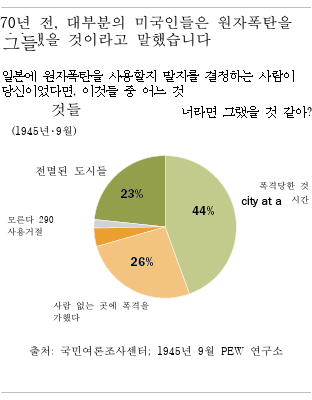 70년 전, 대부분의 미국인들은 원자폭탄을
그들 했을 것이라고 말했습니다
일본에 원자폭탄을 사용할지 말지를 결정하는 사람이
당신이었다면, 이것들 중 어느 것
것들 너라면 그랬을 것 같아?
(1945년·9월)
전멸된 도시들
23%
44%
폭격당한 것
city at a 시간
모른다 290
사용거절
26%
사람 없는 곳에 폭격을
가했다
출처: 국민여론조사센터; 1945년 9월 PEW 연구소